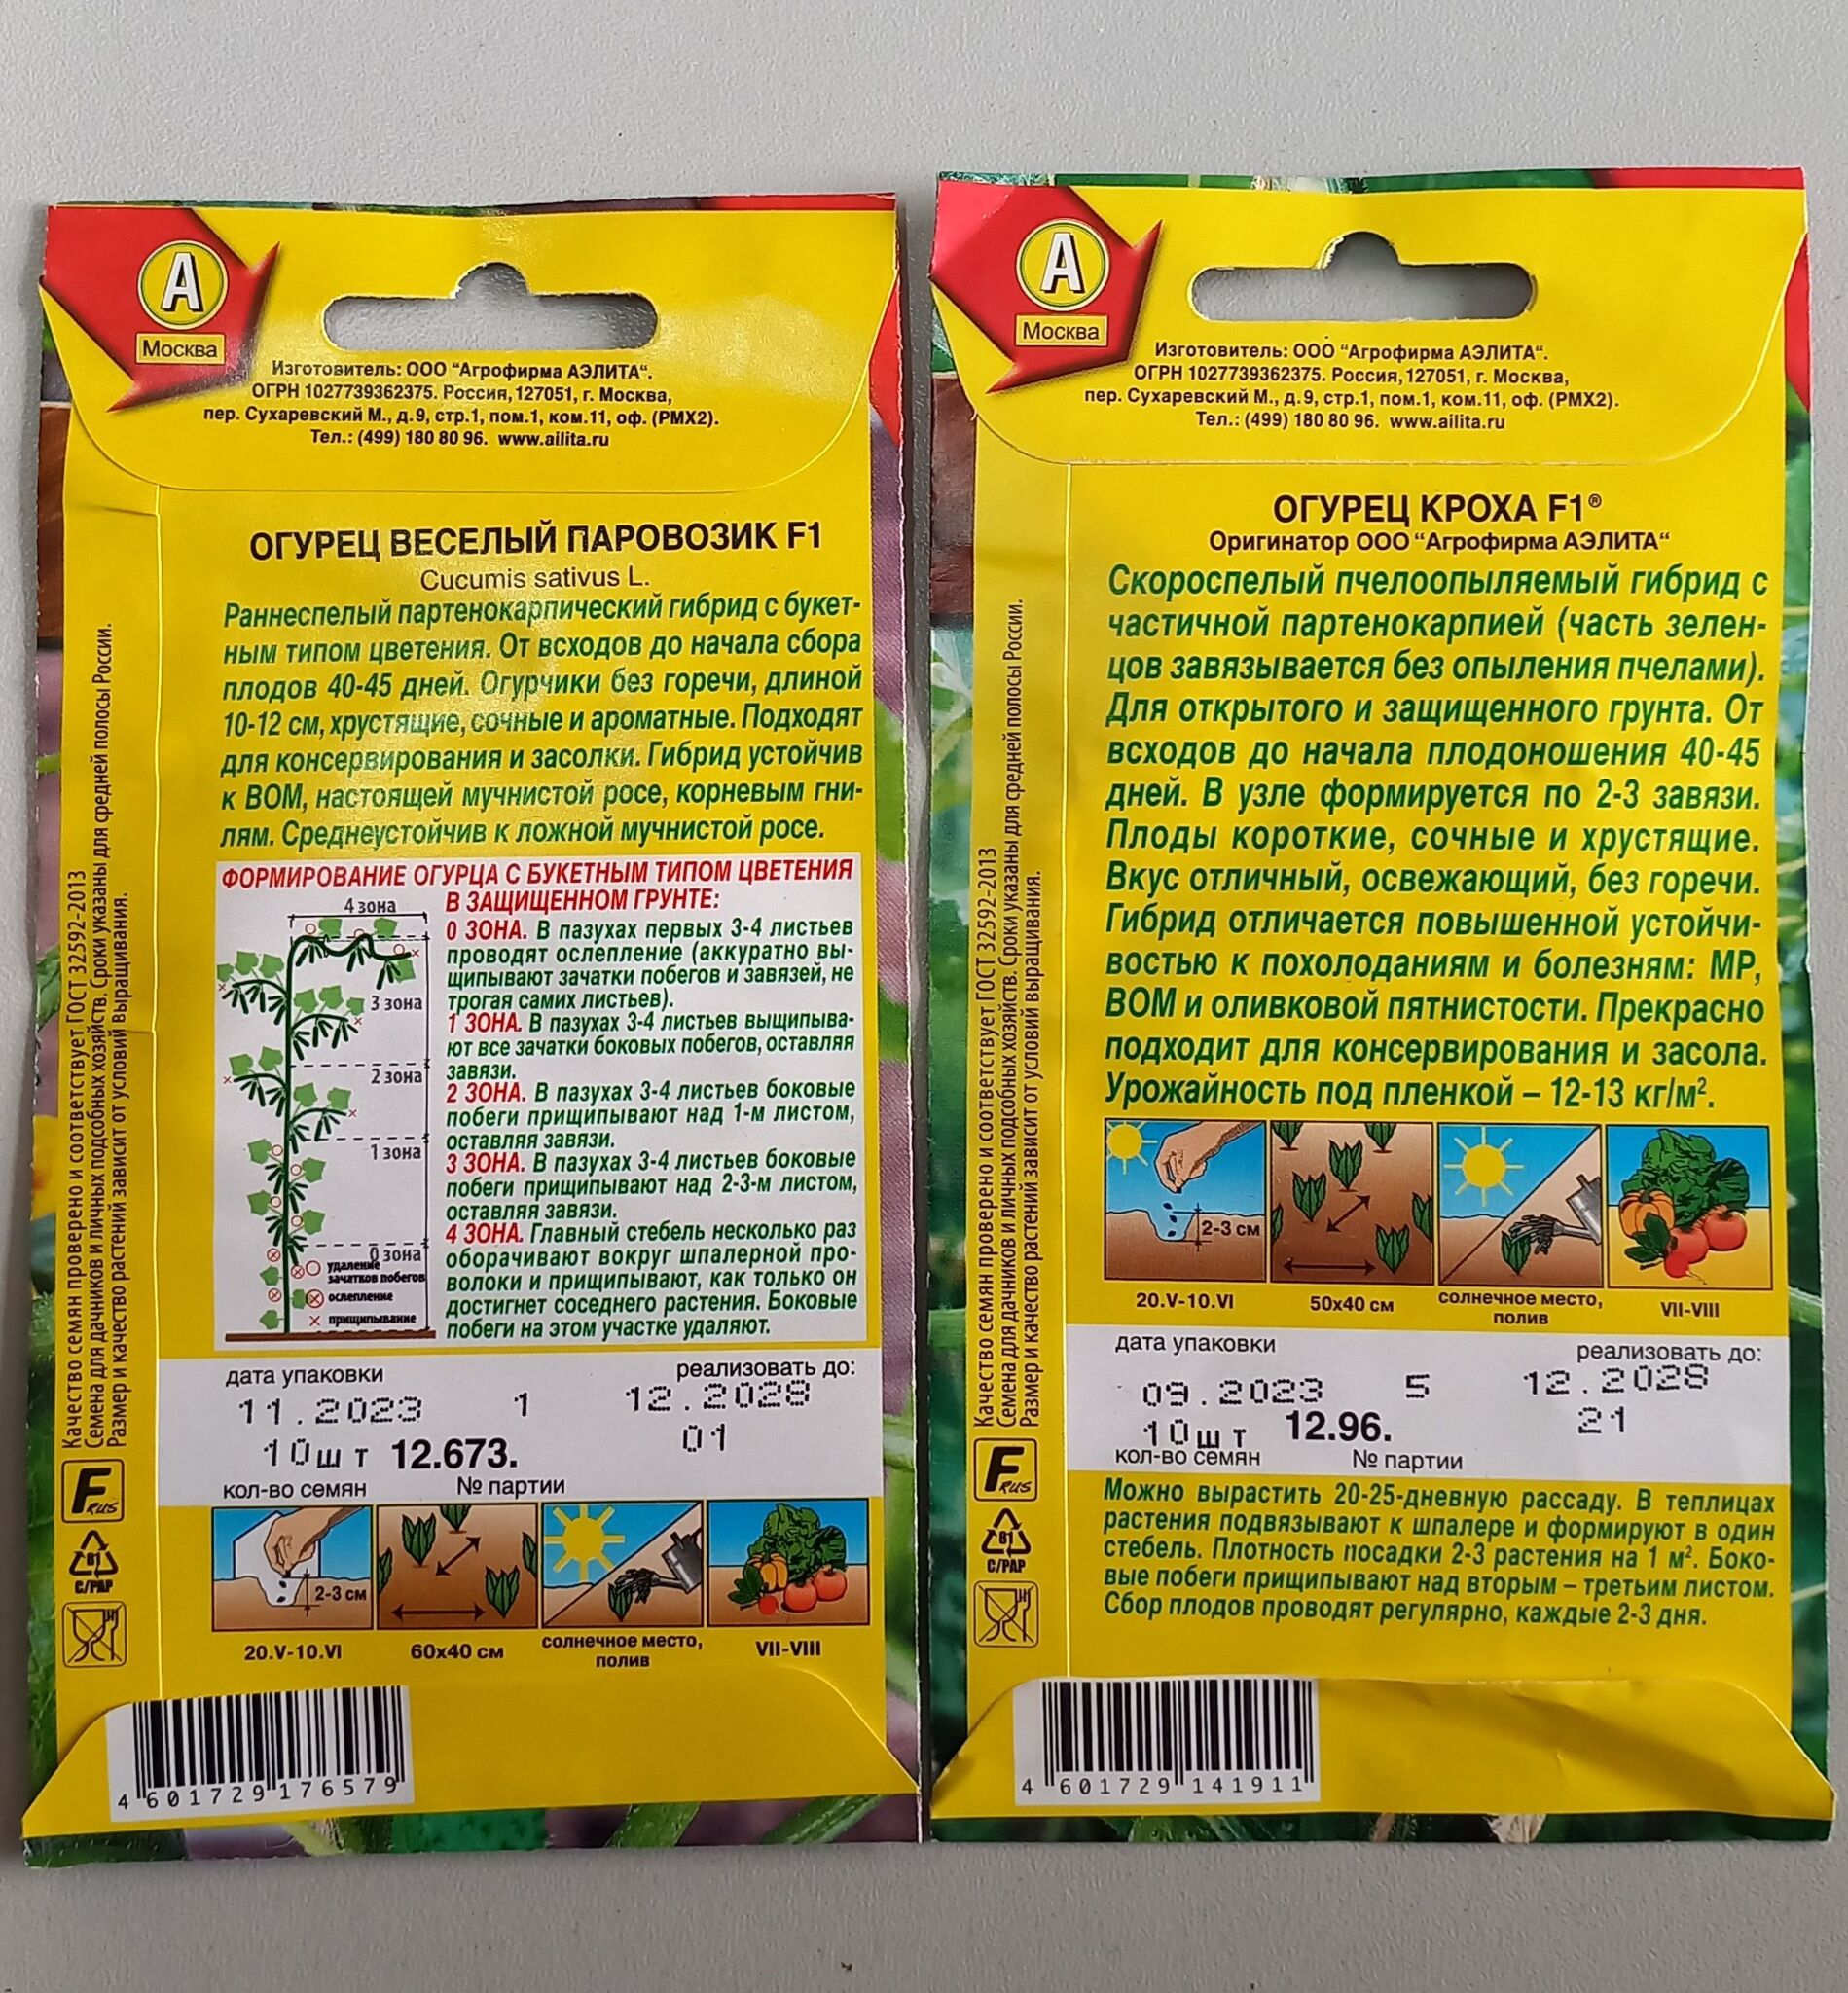 А
Москва
Изготовитель: ООО "Агрофирма АЭЛИТА".
ОГРН 1027739362375. Россия, 127051, г. Москва,
пер. Сухаревский М., д.9, стр.1, пом.1, ком.11, оф. (РМХ2).
Тел.: (499) 180 80 96. www.ailita.ru
ОГУРЕЦ ВЕСЕЛЫЙ ПАРОВОЗИК F1
Cucumis sativus L.
Раннеспелый партенокарпический гибрид с букет-
ным типом цветения. От всходов до начала сбора
плодов 40-45 дней. Огурчики без горечи, длиной
10-12 см, хрустящие, сочные и ароматные. Подходят
для консервирования и засолки. Гибрид устойчив
к ВОМ, настоящей мучнистой росе, корневым гни-
лям. Среднеустойчив к ложной мучнистой росе.
ФОРМИРОВАНИЕ ОГУРЦА С БУКЕТНЫМ ТИПОМ ЦВЕТЕНИЯ
В ЗАЩИЩЕННОМ ГРУНТЕ:
0 ЗОНА. В пазухах первых 3-4 листьев
проводят ослепление (аккуратно вы-
щипывают зачатки побегов и завязей, не
трогая самих листьев).
1 ЗОНА. В пазухах 3-4 листьев выщипыва-
ют все зачатки боковых побегов, оставляя
завязи.
2 ЗОНА. В пазухах 3-4 листьев боковые
побеги прищипывают над 1-м листом,
оставляя завязи.
3 ЗОНА. В пазухах 3-4 листьев боковые
побеги прищипывают над 2-3-м листом,
оставляя завязи.
4 ЗОНА. Главный стебель несколько раз
оборачивают вокруг шпалерной про-
волоки и прищипывают, как только он
достигнет соседнего растения. Боковые
побеги на этом участке удаляют.
4 зона
3 зона
2 зона
1 зона
0 зона
удаление
зачатков побегов
ослепление
прищипывание
дата упаковки
реализовать до:
11.2023 1 12.2028
10шт 12.673. 01
кол-во семян № партии
2-3 см
20.V-10.VI
60х40 см
солнечное место,
полив
VII-VIII
Качество семян проверено и соответствует ГОСТ 32592-2013
Семена для дачников и личных подсобных хозяйств. Сроки указаны для средней полосы России.
Размер и качество растений зависит от условий выращивания.
F RUS
81
C/PAP
4 601729 176579
А
Москва
Изготовитель: ООО "Агрофирма АЭЛИТА".
ОГРН 1027739362375. Россия, 127051, г. Москва,
пер. Сухаревский М., д.9, стр.1, пом.1, ком.11, оф. (РМХ2).
Тел.: (499) 180 80 96. www.ailita.ru
ОГУРЕЦ КРОХА F1®
Оригинатор ООО "Агрофирма АЭЛИТА"
Скороспелый пчелоопыляемый гибрид с
частичной партенокарпией (часть зелен-
цов завязывается без опыления пчелами).
Для открытого и защищенного грунта. От
всходов до начала плодоношения 40-45
дней. В узле формируется по 2-3 завязи.
Плоды короткие, сочные и хрустящие.
Вкус отличный, освежающий, без горечи.
Гибрид отличается повышенной устойчи-
востью к похолоданиям и болезням: МР,
ВОМ и оливковой пятнистости. Прекрасно
подходит для консервирования и засола.
Урожайность под пленкой – 12-13 кг/м².
2-3 см
20.V-10.VI
50х40 см
солнечное место,
полив
VII-VIII
дата упаковки
реализовать до:
09.2023 5 12.2028
10шт 12.96. 21
кол-во семян № партии
Можно вырастить 20-25-дневную рассаду. В теплицах
растения подвязывают к шпалере и формируют в один
стебель. Плотность посадки 2-3 растения на 1 м². Боко-
вые побеги прищипывают над вторым – третьим листом.
Сбор плодов проводят регулярно, каждые 2-3 дня.
Качество семян проверено и соответствует ГОСТ 32592-2013
Семена для дачников и личных подсобных хозяйств. Сроки указаны для средней полосы России.
Размер и качество растений зависит от условий выращивания.
F RUS
81
C/PAP
4 601729 141911